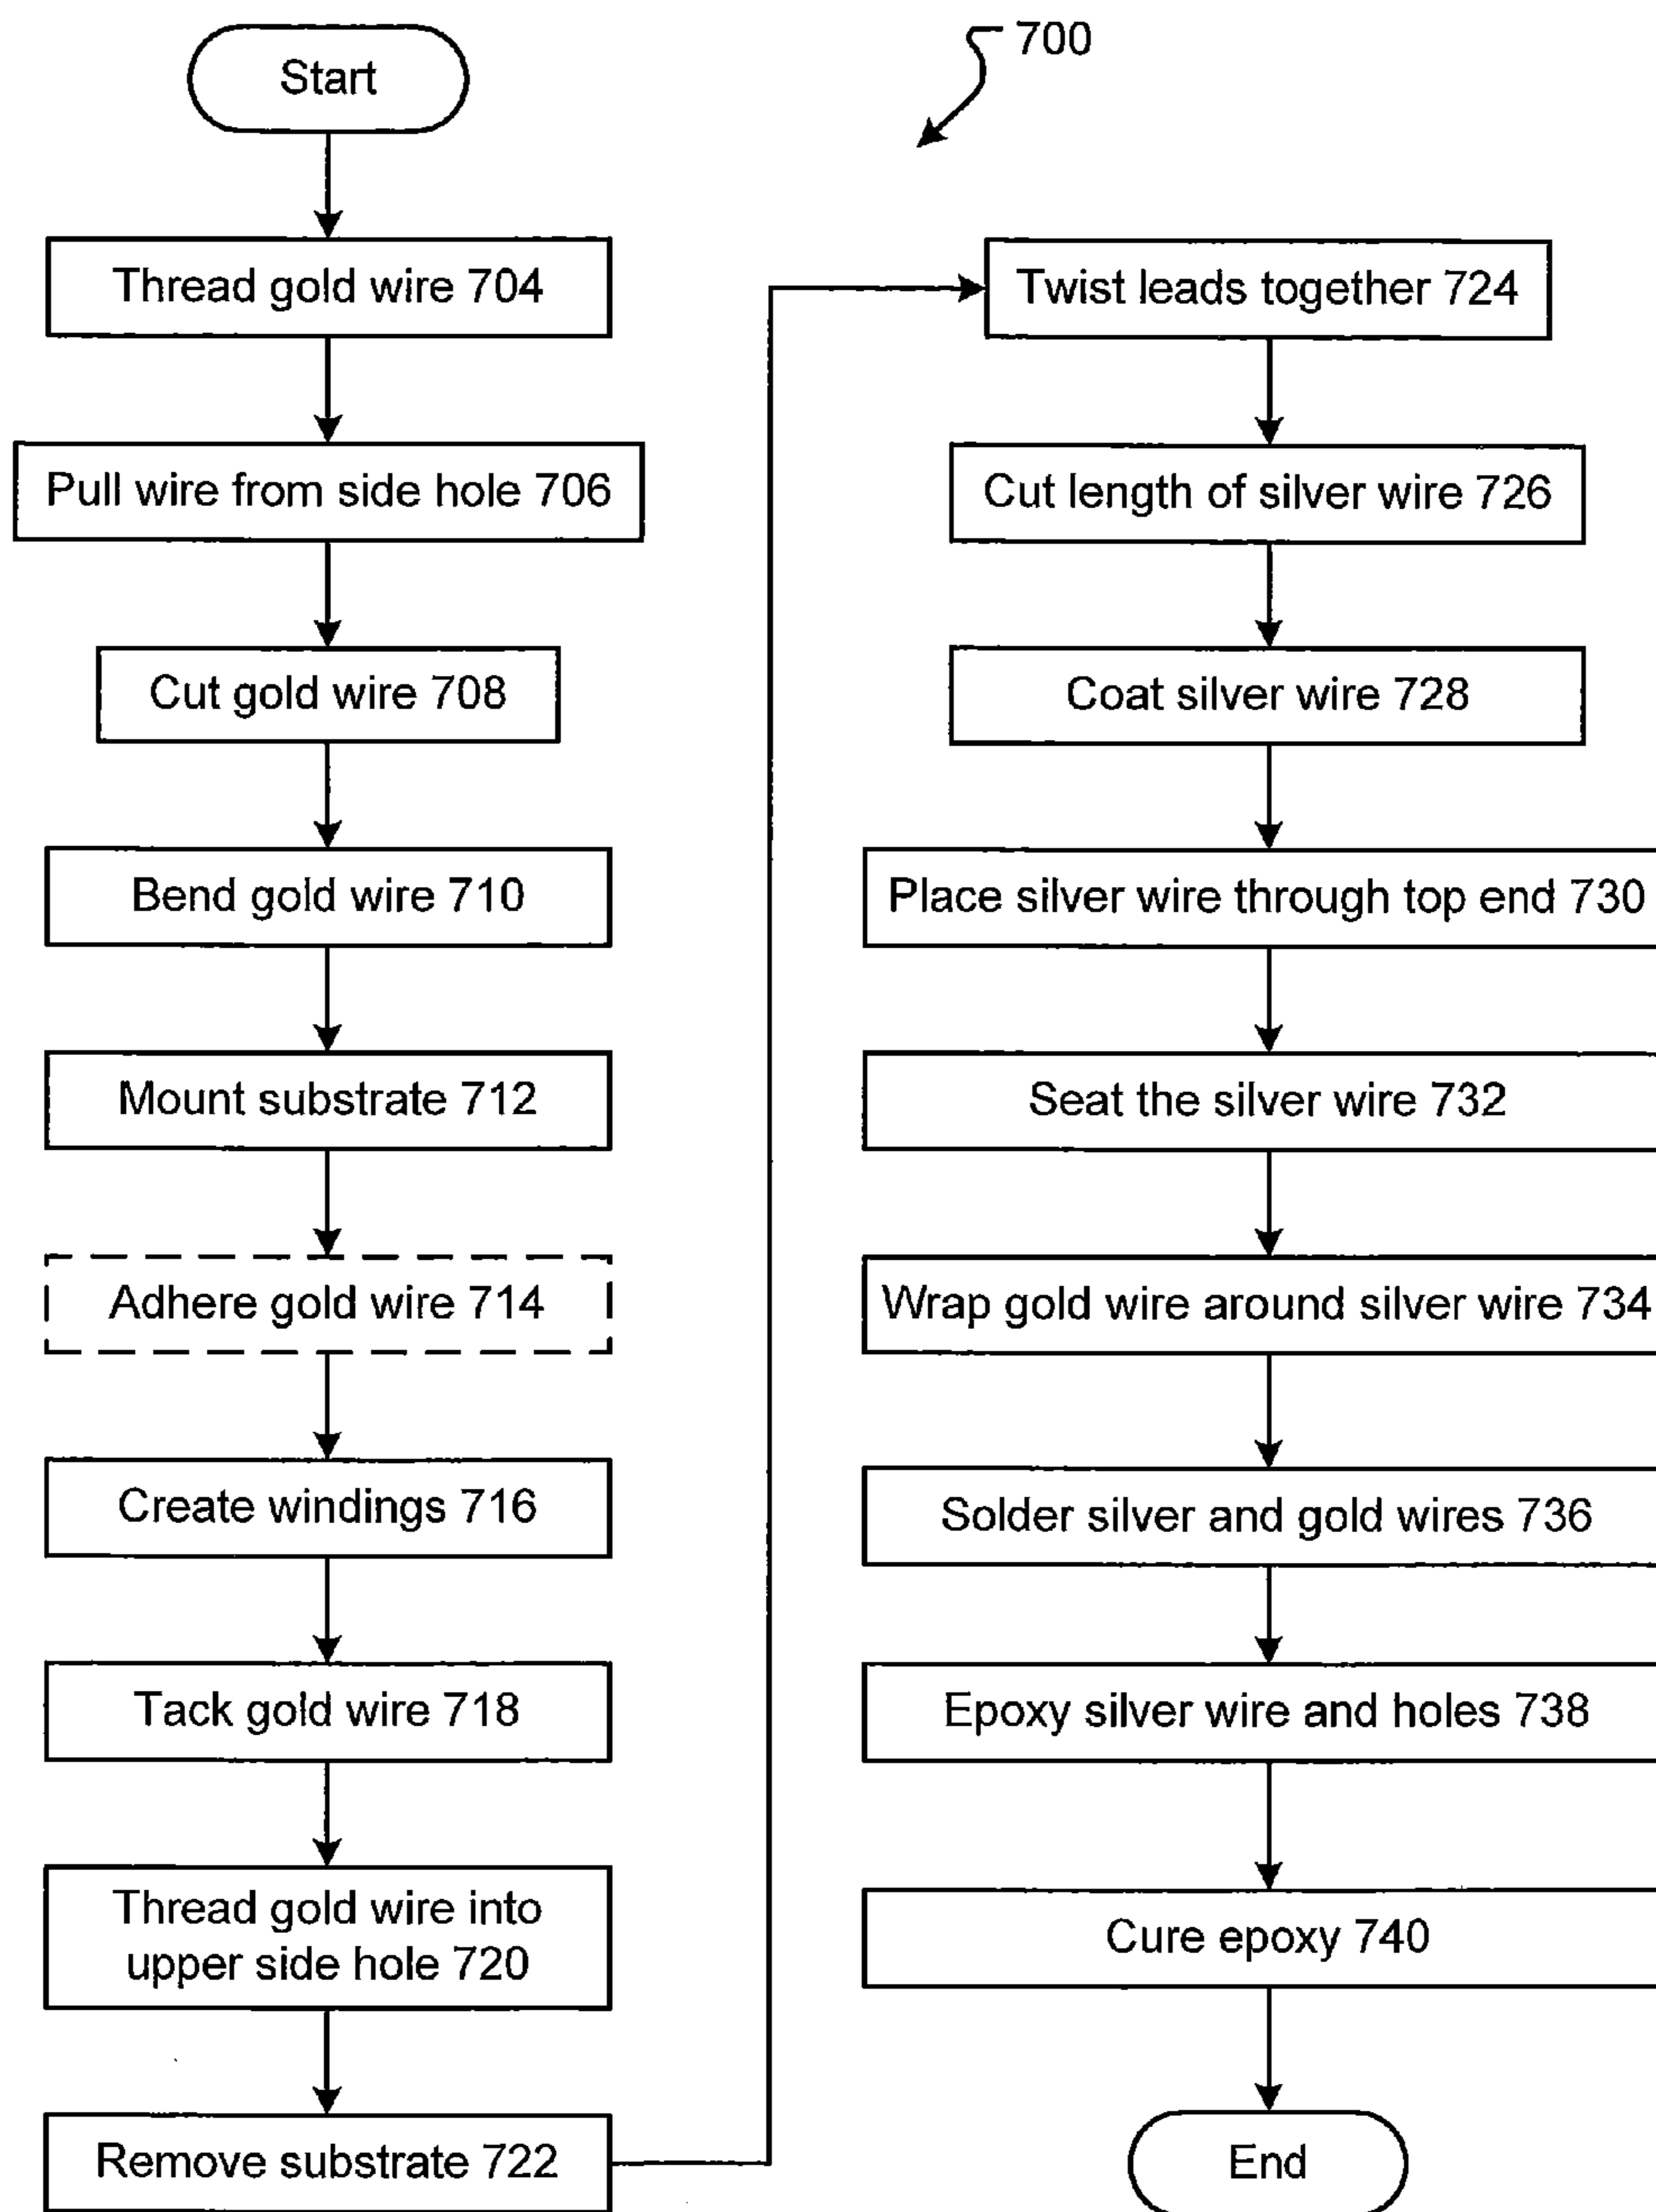 Start
700
Thread gold wire 704
Pull wire from side hole 706
Cut gold wire 708
Bend gold wire 710
Mount substrate 712
Adhere gold wire 714
Create windings 716
Tack gold wire 718
Thread gold wire into
upper side hole 720
Remove substrate 722
Twist leads together 724
Cut length of silver wire 726
Coat silver wire 728
Place silver wire through top end 730
Seat the silver wire 732
Wrap gold wire around silver wire 734
Solder silver and gold wires 736
Epoxy silver wire and holes 738
Cure epoxy 740
End